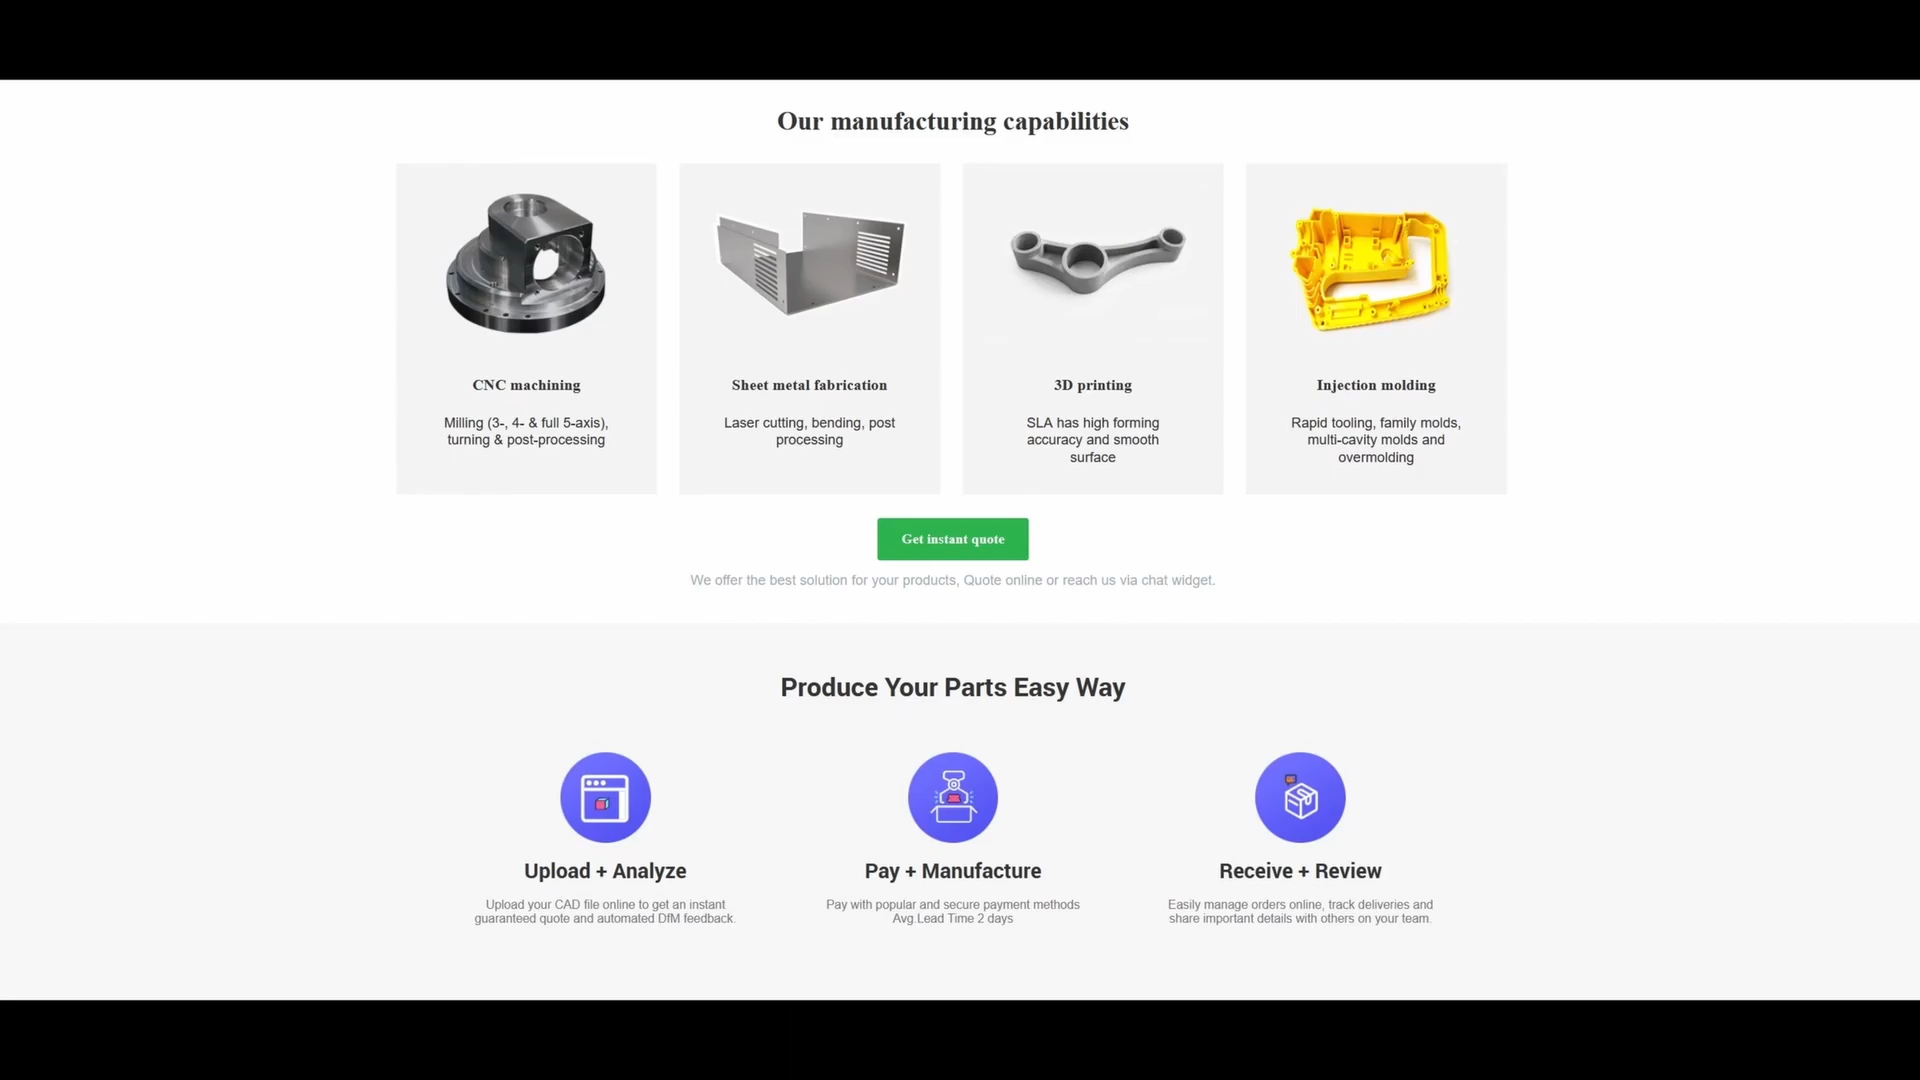 Our manufacturing capabilities
CNC machining
Milling (3-, 4- & full 5-axis),
turning & post-processing
Sheet metal fabrication
Laser cutting, bending, post
processing
3D printing
SLA has high forming
accuracy and smooth
surface
Injection molding
Rapid tooling, family molds,
multi-cavity molds and
overmolding
Get instant quote
We offer the best solution for your products, Quote online or reach us via chat widget.
Produce Your Parts Easy Way
Upload + Analyze
Upload your CAD file online to get an instant
guaranteed quote and automated DfM feedback.
Pay + Manufacture
Pay with popular and secure payment methods
Avg.Lead Time 2 days
Receive + Review
Easily manage orders online, track deliveries and
share important details with others on your team.